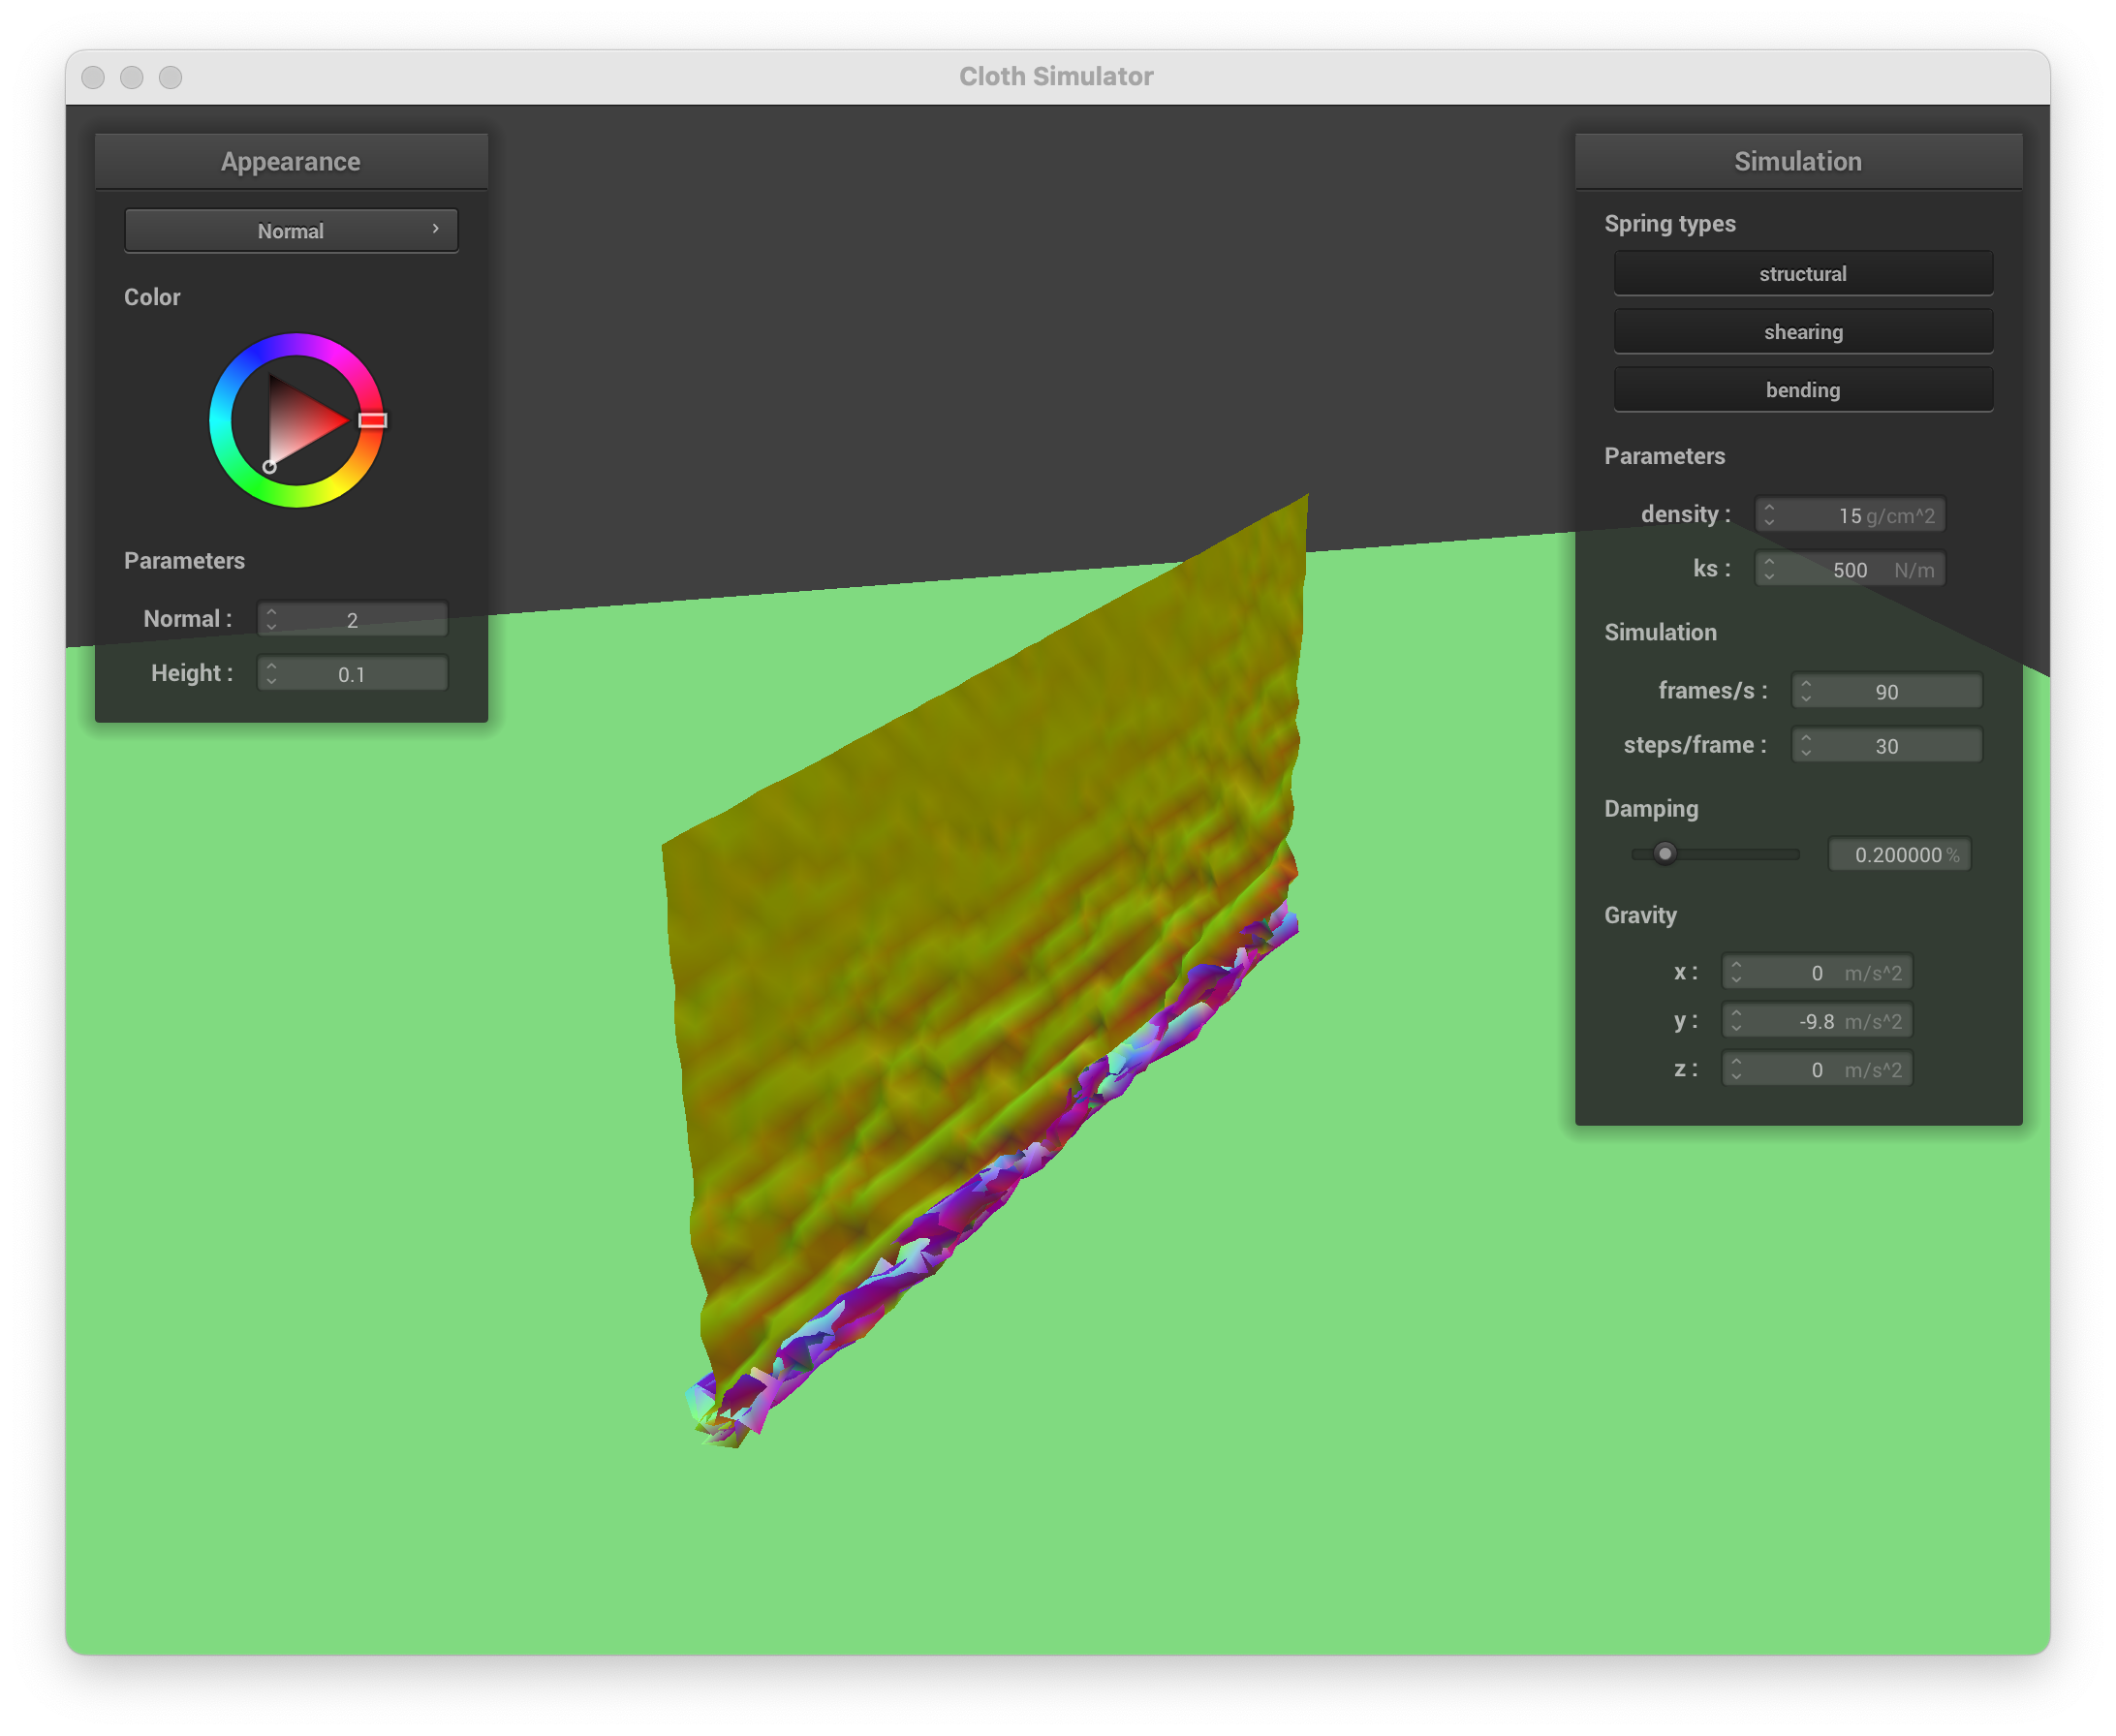 Cloth Simulator
Appearance
Normal
Color
Parameters
Normal : 2
Height : 0.1
Simulation
Spring types
structural
shearing
bending
Parameters
density : 15 g/cm^2
ks : 500 N/m
Simulation
frames/s : 90
steps/frame : 30
Damping
0.200000 %
Gravity
x : 0 m/s^2
y : -9.8 m/s^2
z : 0 m/s^2